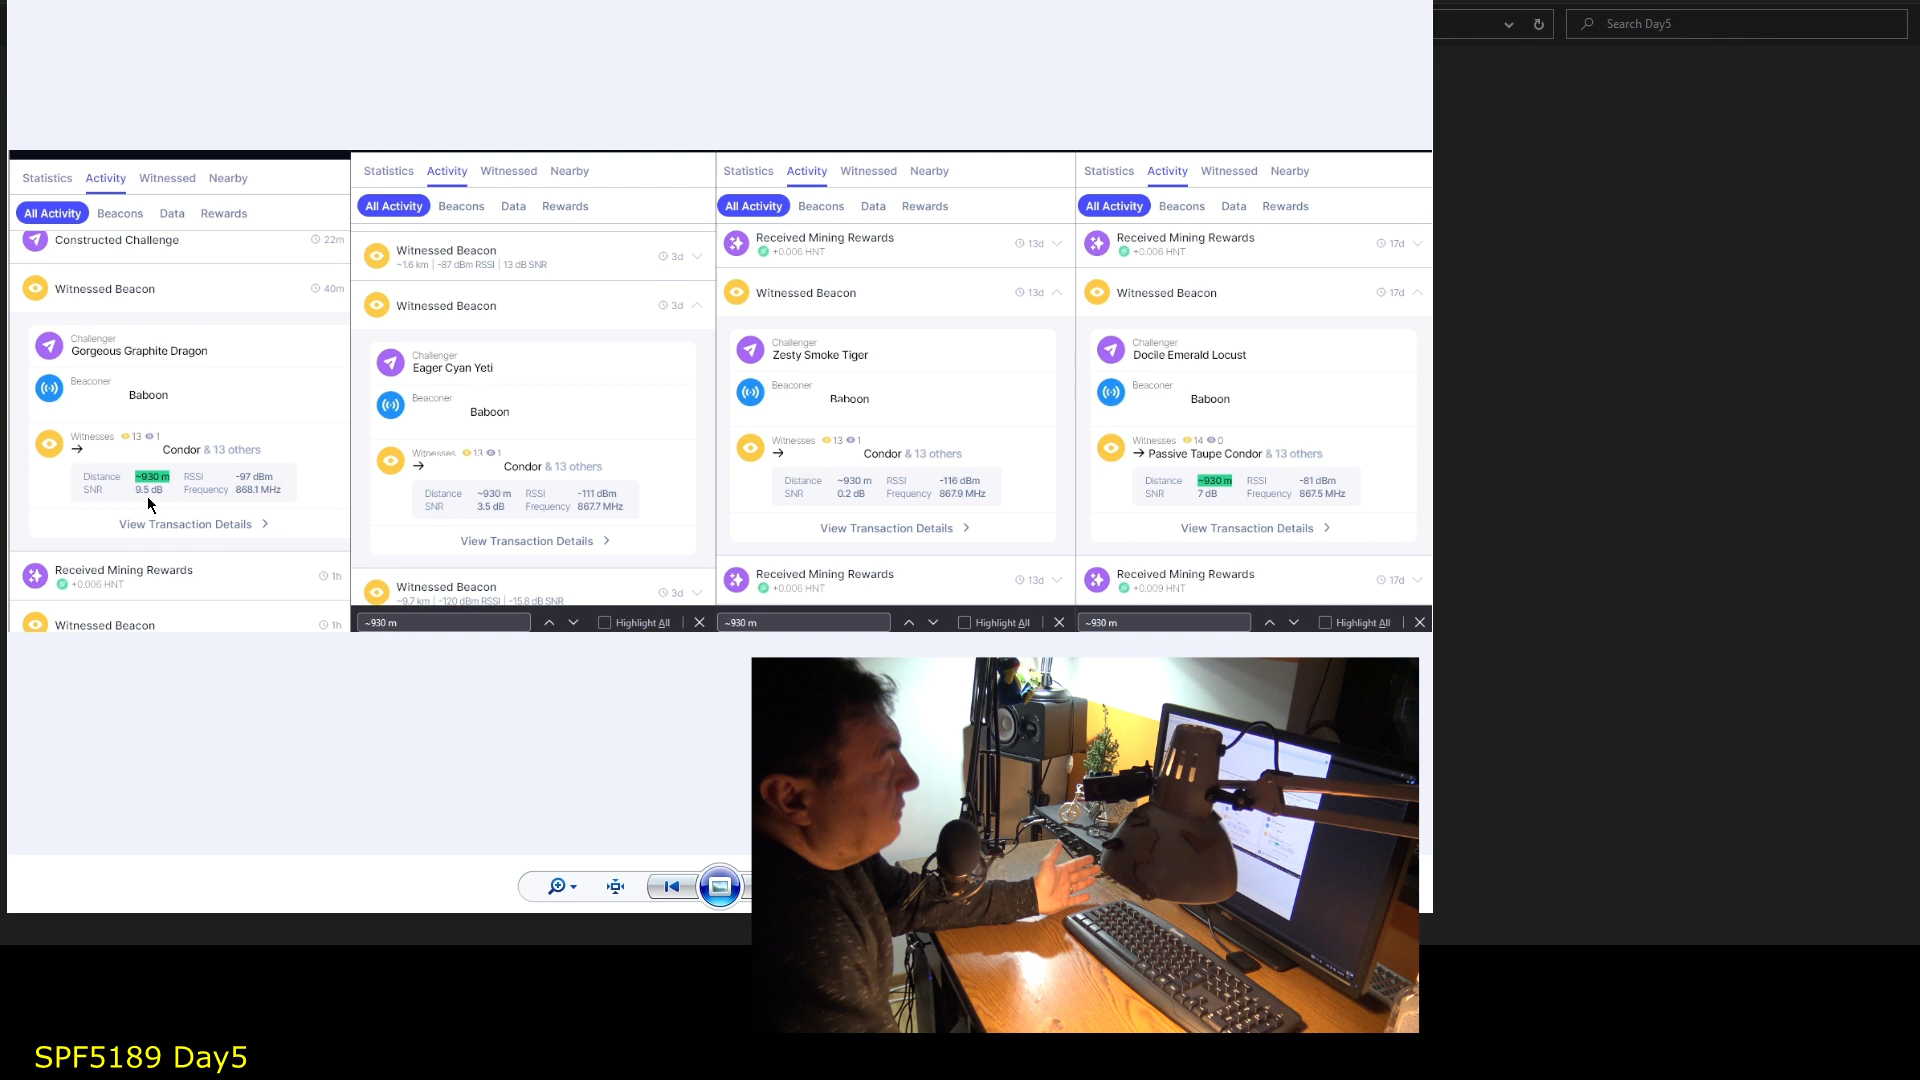 Search Day5
Statistics Activity Witnessed Nearby
All Activity Beacons Data Rewards
Constructed Challenge 22m
Witnessed Beacon 40m
Challenger
Gorgeous Graphite Dragon
Beaconer
Baboon
Witnesses 13 1
→ Condor & 13 others
Distance ~930 m RSSI -97 dBm
SNR 9.5 dB Frequency 868.1 MHz
View Transaction Details >
Received Mining Rewards 1h
+0.006 HNT
Witnessed Beacon 1h
Statistics Activity Witnessed Nearby
All Activity Beacons Data Rewards
Witnessed Beacon 3d
~1.6 km | -87 dBm RSSI | 13 dB SNR
Witnessed Beacon 3d
Challenger
Eager Cyan Yeti
Beaconer
Baboon
Witnesses 13 1
→ Condor & 13 others
Distance ~930 m RSSI -111 dBm
SNR 3.5 dB Frequency 867.7 MHz
View Transaction Details >
Witnessed Beacon 3d
~9.7 km | -120 dBm RSSI | -15.8 dB SNR
~930 m Highlight All
Statistics Activity Witnessed Nearby
All Activity Beacons Data Rewards
Received Mining Rewards 13d
+0.006 HNT
Witnessed Beacon 13d
Challenger
Zesty Smoke Tiger
Beaconer
Baboon
Witnesses 13 1
→ Condor & 13 others
Distance ~930 m RSSI -116 dBm
SNR 0.2 dB Frequency 867.9 MHz
View Transaction Details >
Received Mining Rewards 13d
+0.006 HNT
~930 m Highlight All
Statistics Activity Witnessed Nearby
All Activity Beacons Data Rewards
Received Mining Rewards 17d
+0.006 HNT
Witnessed Beacon 17d
Challenger
Docile Emerald Locust
Beaconer
Baboon
Witnesses 14 0
→ Passive Taupe Condor & 13 others
Distance ~930 m RSSI -81 dBm
SNR 7 dB Frequency 867.5 MHz
View Transaction Details >
Received Mining Rewards 17d
+0.009 HNT
~930 m Highlight All
SPF5189 Day5